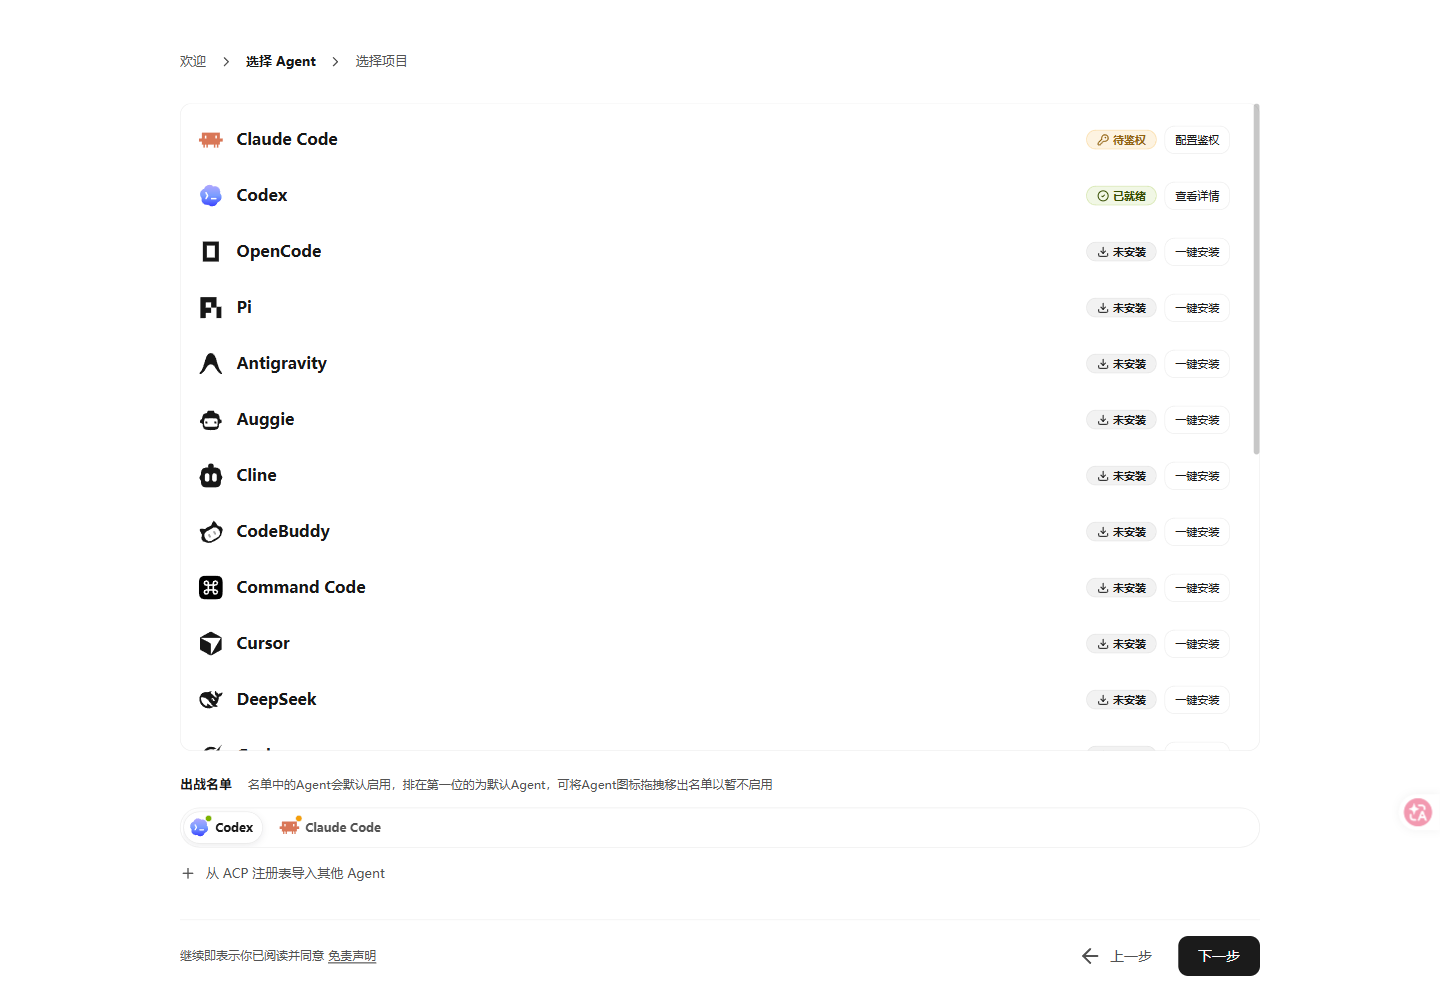 欢迎 选择 Agent 选择项目
Claude Code 待鉴权 配置鉴权
Codex 已就绪 查看详情
OpenCode 未安装 一键安装
Pi 未安装 一键安装
Antigravity 未安装 一键安装
Auggie 未安装 一键安装
Cline 未安装 一键安装
CodeBuddy 未安装 一键安装
Command Code 未安装 一键安装
Cursor 未安装 一键安装
DeepSeek 未安装 一键安装
出战名单 名单中的Agent会默认启用，排在第一位的为默认Agent，可将Agent图标拖拽移出名单以暂不启用
Codex Claude Code
从 ACP 注册表导入其他 Agent
继续即表示你已阅读并同意 免责声明 上一步 下一步